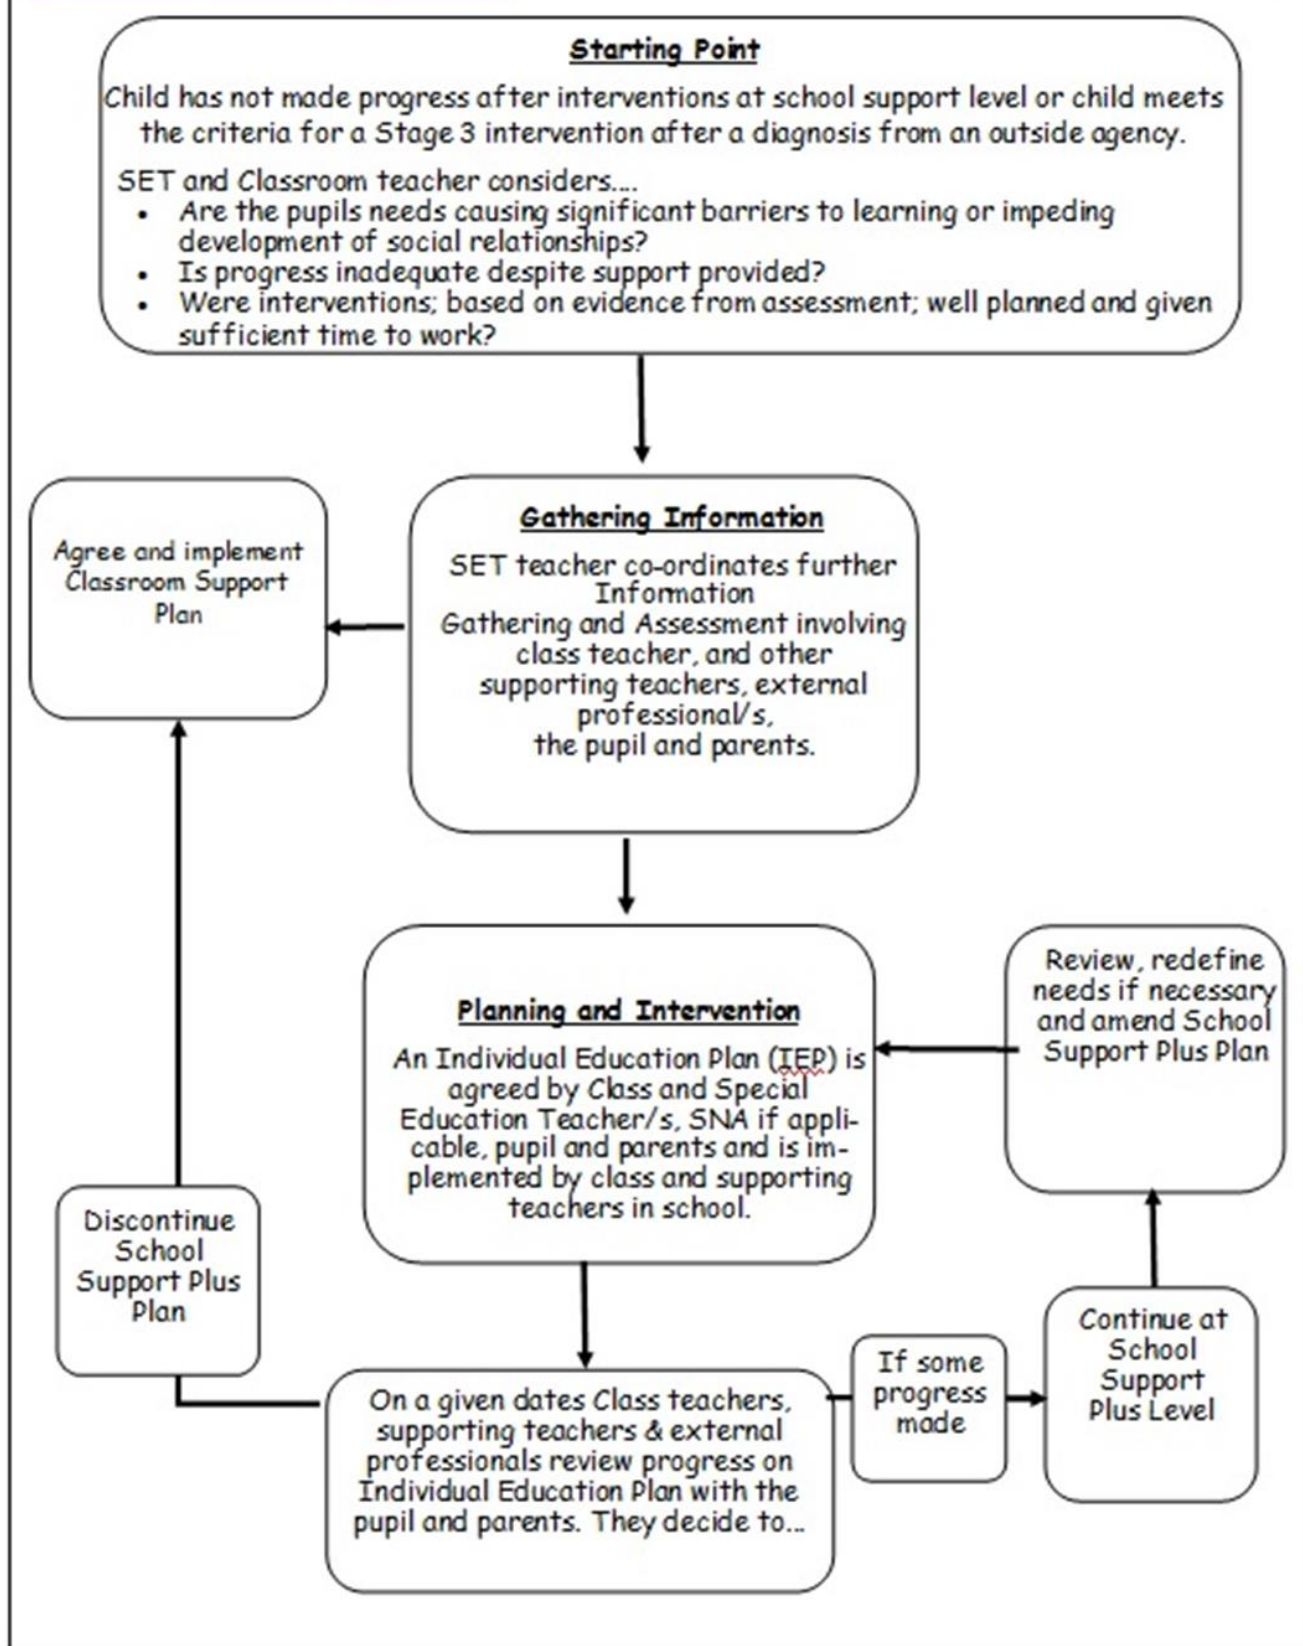 Starting Point
Child has not made progress after interventions at school support level or child meets
the criteria for a Stage 3 intervention after a diagnosis from an outside agency.
SET and Classroom teacher considers....
• Are the pupils needs causing significant barriers to learning or impeding
development of social relationships?
• Is progress inadequate despite support provided?
• Were interventions; based on evidence from assessment; well planned and given
sufficient time to work?
Agree and implement
Classroom Support
Plan
Gathering Information
SET teacher co-ordinates further
Information
Gathering and Assessment involving
class teacher, and other
supporting teachers, external
professional/s,
the pupil and parents.
Planning and Intervention
An Individual Education Plan (IEP) is
agreed by Class and Special
Education Teacher/s, SNA if appli-
cable, pupil and parents and is im-
plemented by class and supporting
teachers in school.
Review, redefine
needs if necessary
and amend School
Support Plus Plan
Discontinue
School
Support Plus
Plan
On a given dates Class teachers,
supporting teachers & external
professionals review progress on
Individual Education Plan with the
pupil and parents. They decide to...
If some
progress
made
Continue at
School
Support
Plus Level